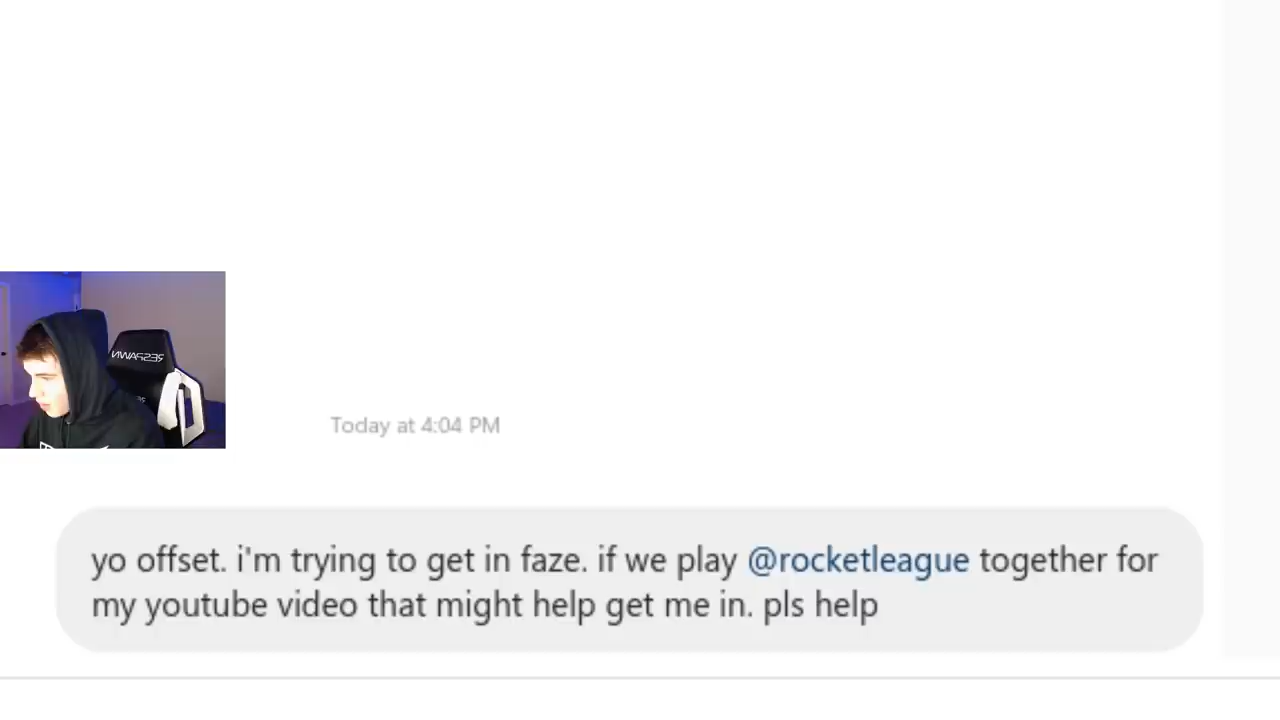 RESPAWN
Today at 4:04 PM
yo offset. i'm trying to get in faze. if we play @rocketleague together for
my youtube video that might help get me in. pls help